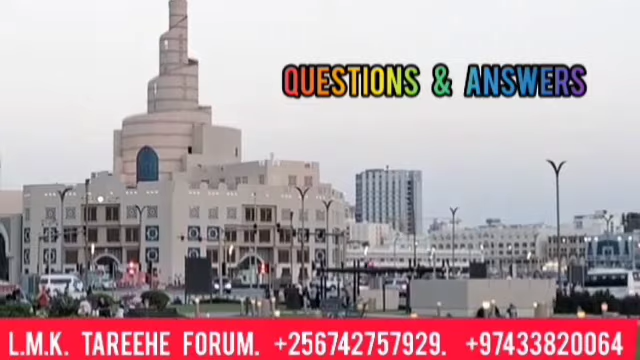 QUESTIONS & ANSWERS
L.M.K. TAREEHE FORUM. +256742757929. +97433820064